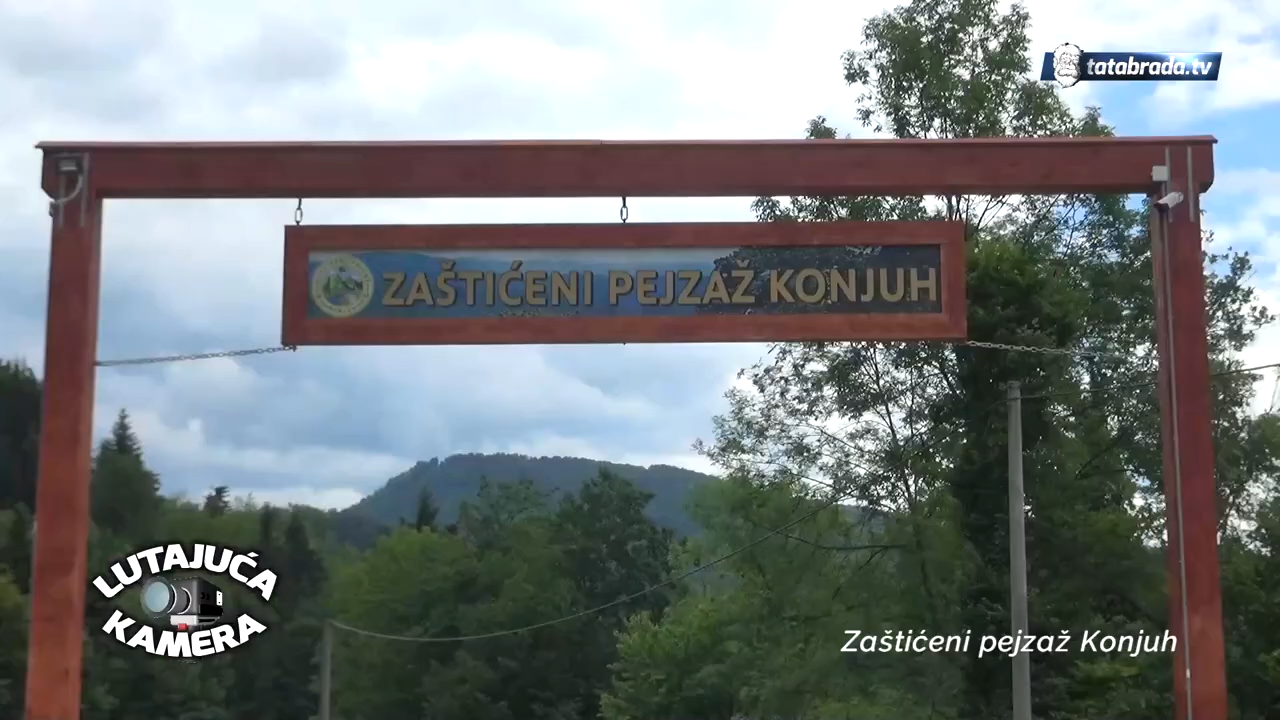 tatabrada.tv
ZAŠTIĆENI PEJZAŽ KONJUH
LUTAJUĆA
KAMERA
Zaštićeni pejzaž Konjuh